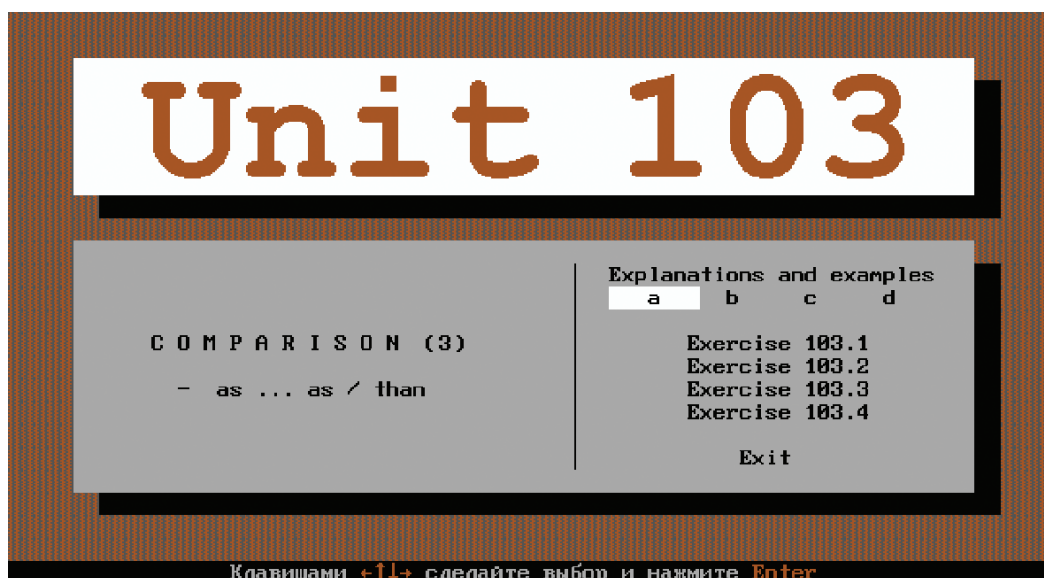 Unit 103
COMPARISON (3)
- as ... as / than
Explanations and examples
a b c d
Exercise 103.1
Exercise 103.2
Exercise 103.3
Exercise 103.4
Exit
Клавишами ←↑↓→ сделайте выбор и нажмите Enter